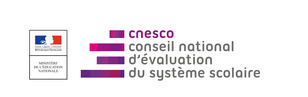 cnesco
conseil national
d'évaluation
du système scolaire
MINISTÈRE
DE L'ÉDUCATION
NATIONALE